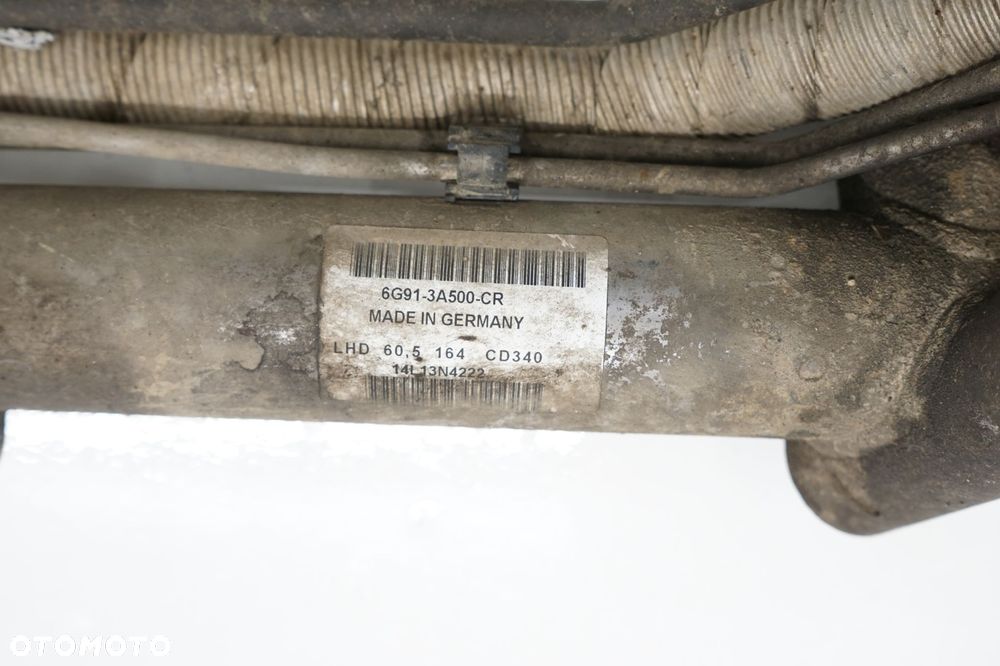 6G91-3A500-CR
MADE IN GERMANY
LHD 60,5 164 CD340
14L13N4222
OTOMOTO